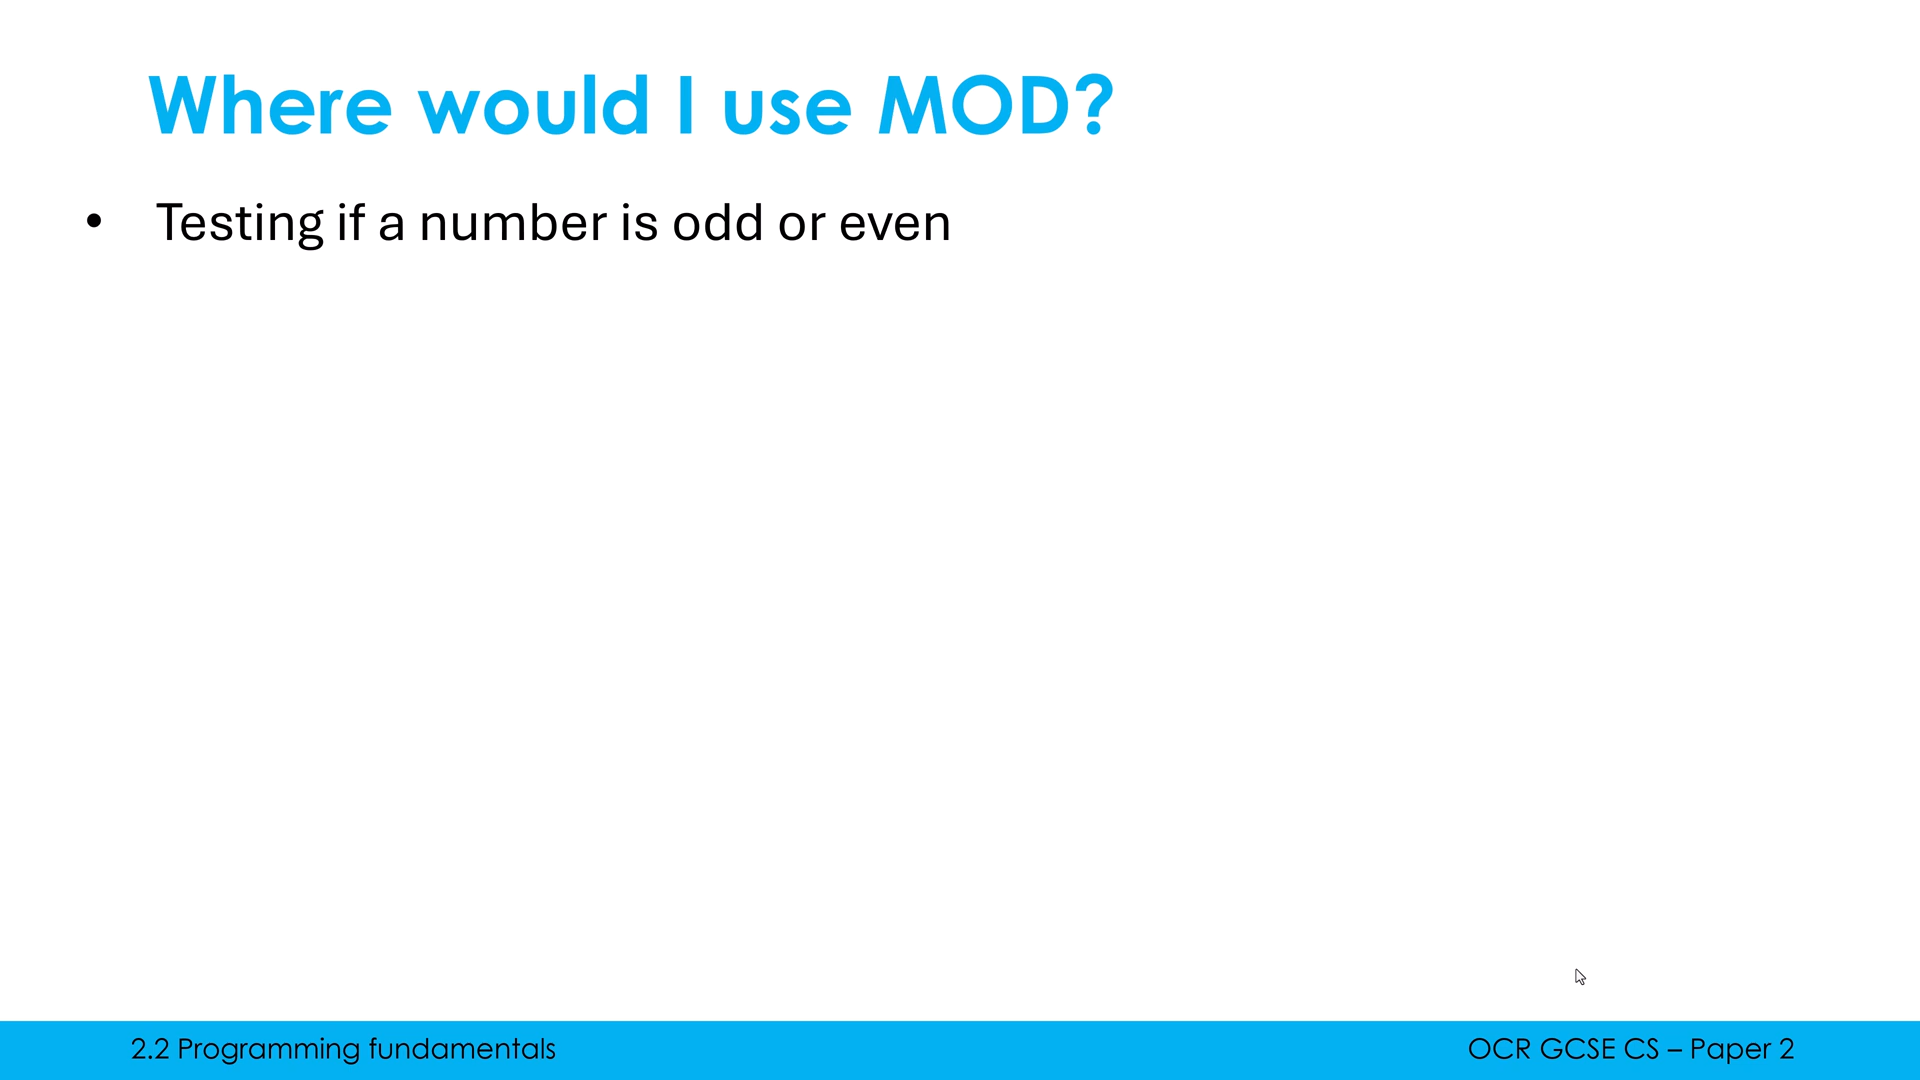 Where would I use MOD?
• Testing if a number is odd or even
2.2 Programming fundamentals
OCR GCSE CS – Paper 2